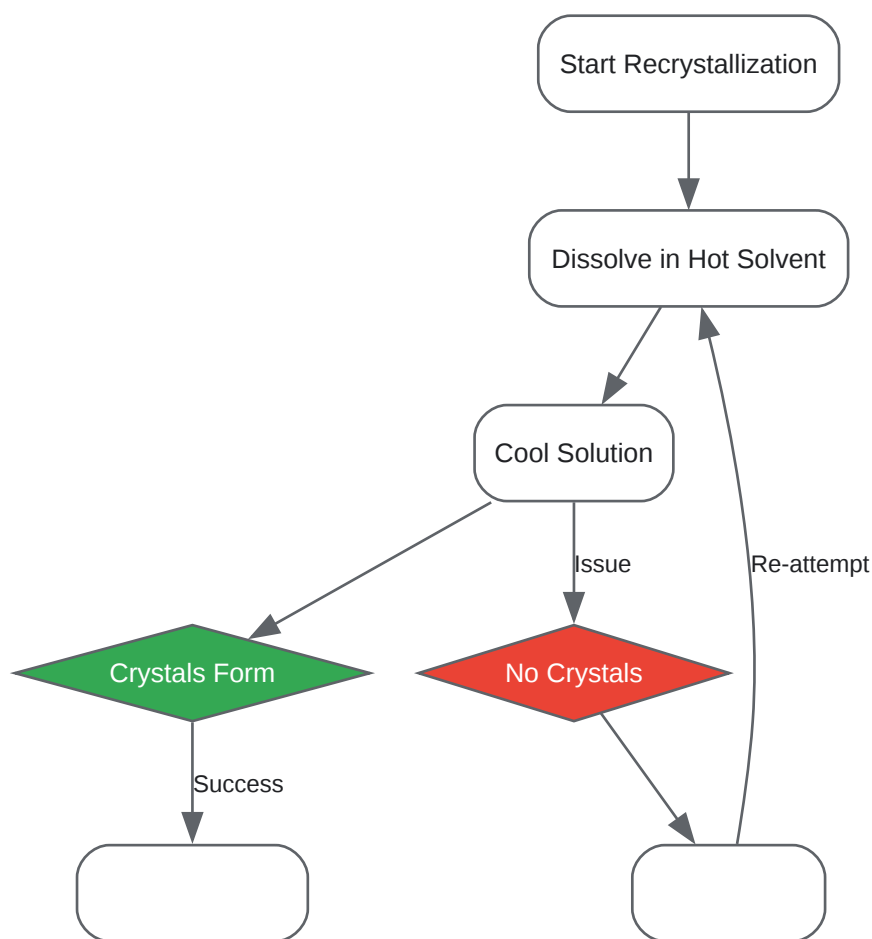 Start Recrystallization
Dissolve in Hot Solvent
Cool Solution
Issue
Re-attempt
Crystals Form
No Crystals
Success